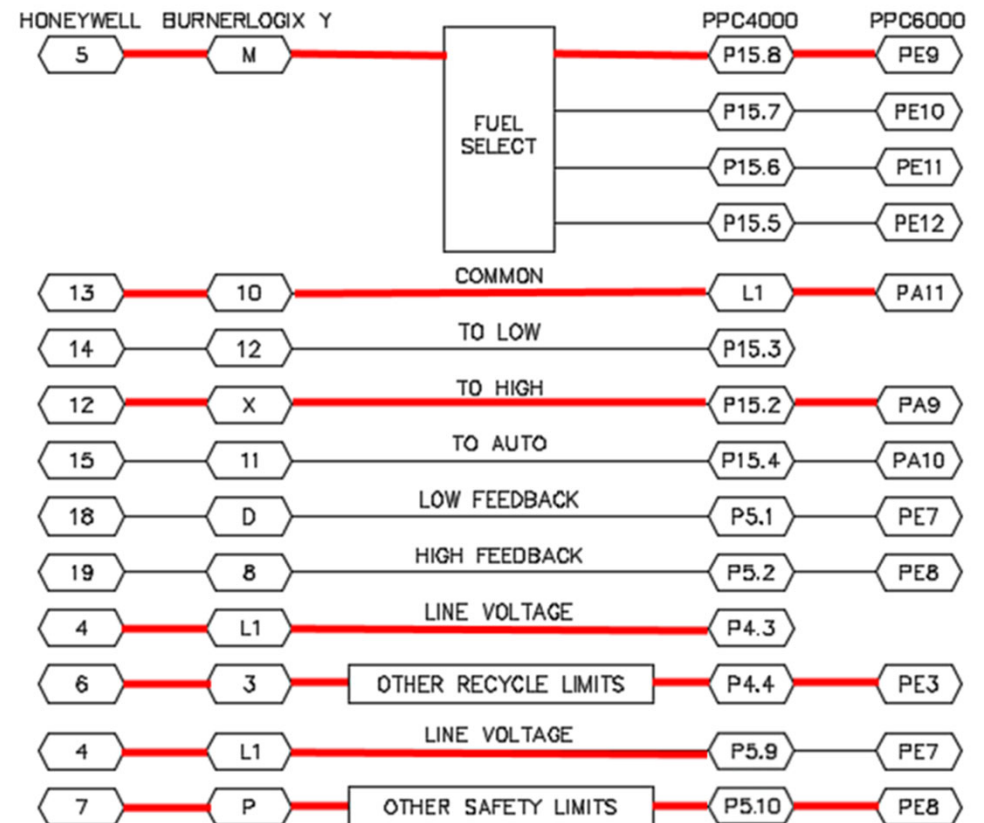 HONEYWELL BURNERLOGIX Y PPC4000 PPC6000
5 M P15.8 PE9
P15.7 PE10
FUEL
SELECT
P15.6 PE11
P15.5 PE12
COMMON
13 10 L1 PA11
TO LOW
14 12 P15.3
TO HIGH
12 X P15.2 PA9
TO AUTO
15 11 P15.4 PA10
LOW FEEDBACK
18 D P5.1 PE7
HIGH FEEDBACK
19 8 P5.2 PE8
LINE VOLTAGE
4 L1 P4.3
6 3 OTHER RECYCLE LIMITS P4.4 PE3
LINE VOLTAGE
4 L1 P5.9 PE7
7 P OTHER SAFETY LIMITS P5.10 PE8